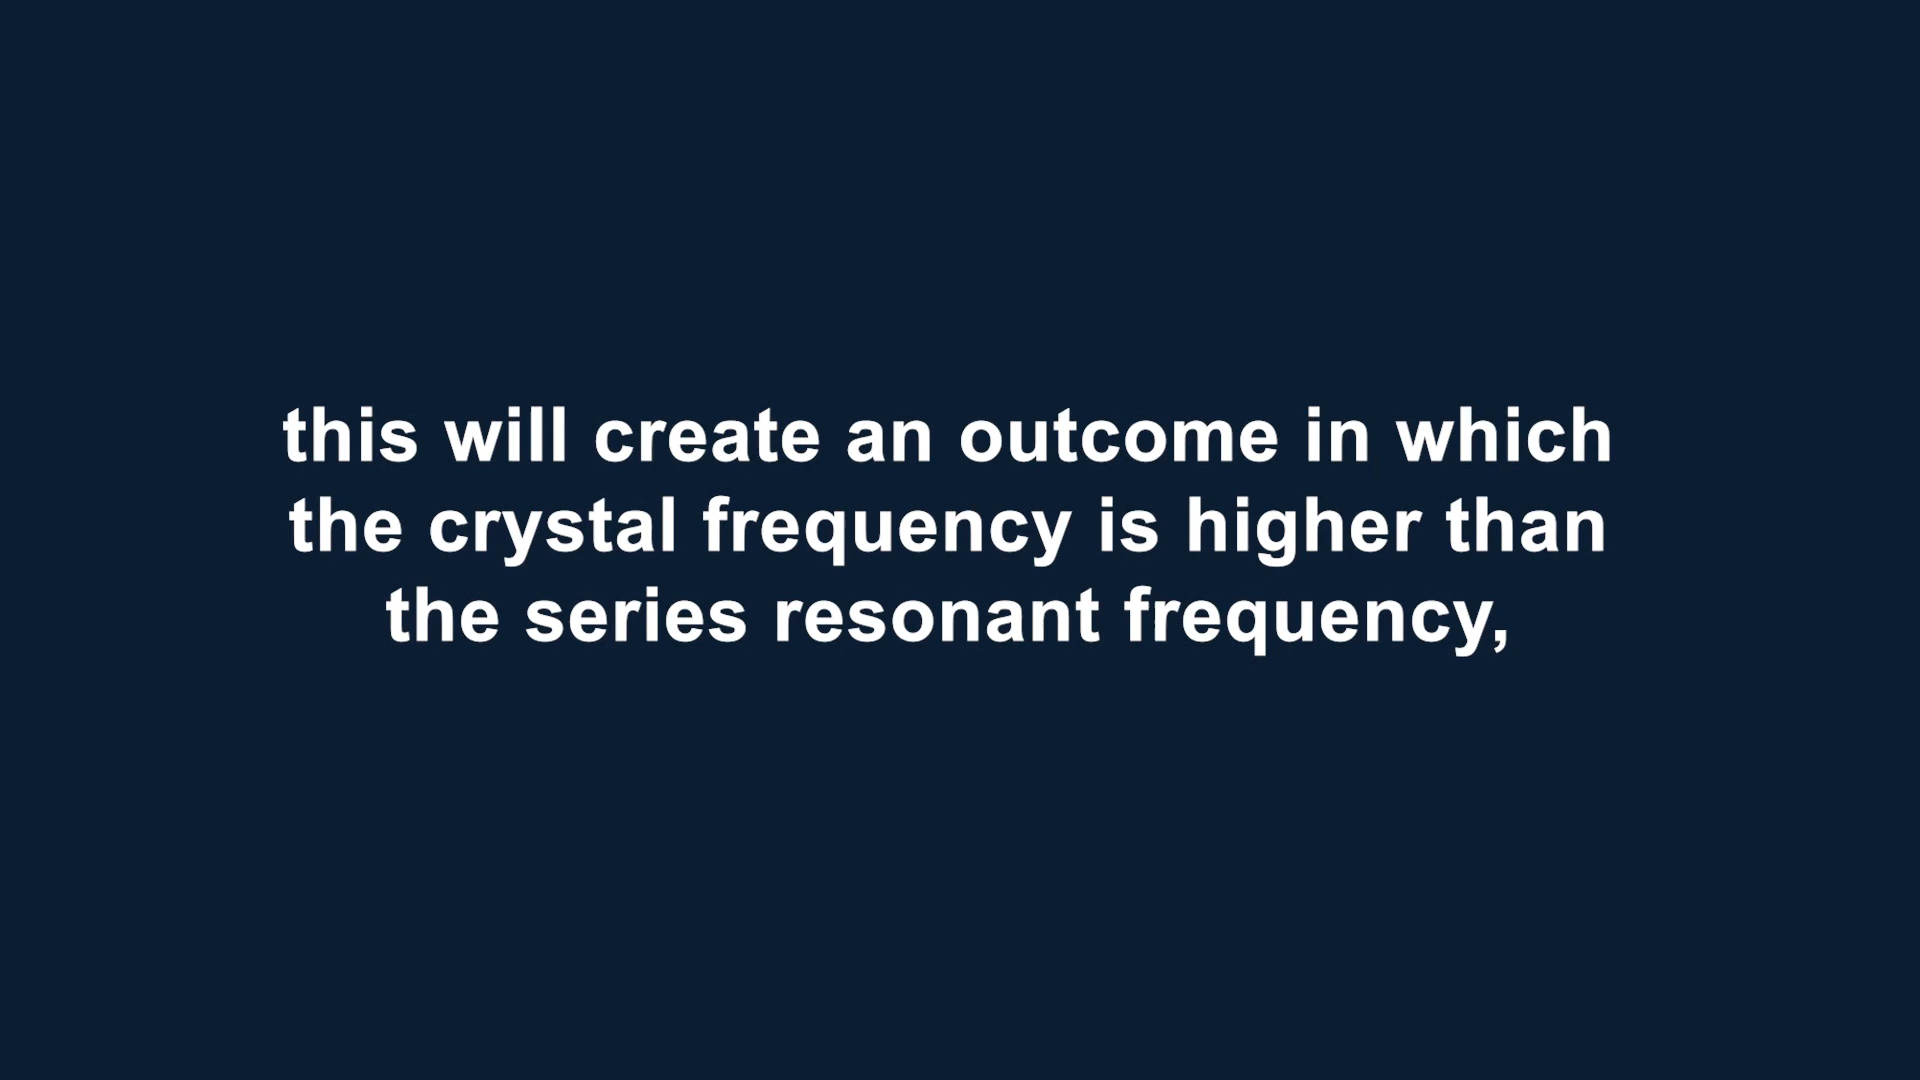 this will create an outcome in which
the crystal frequency is higher than
the series resonant frequency,